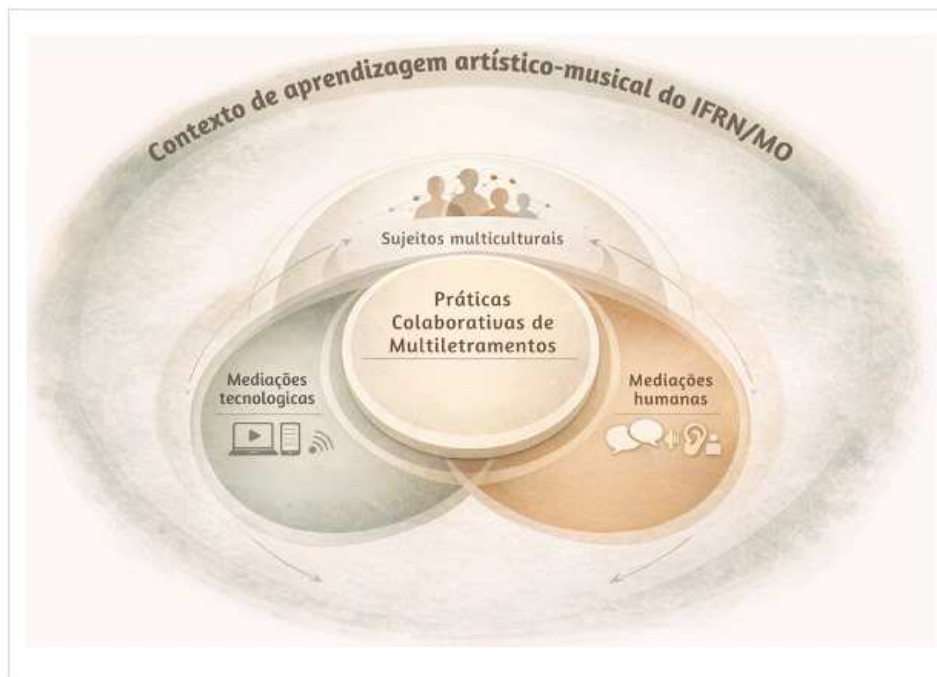 Contexto de aprendizagem artístico-musical do IFRN/MO
Sujeitos multiculturais
Práticas
Colaborativas de
Multiletramentos
Mediações
tecnologicas
Mediações
humanas